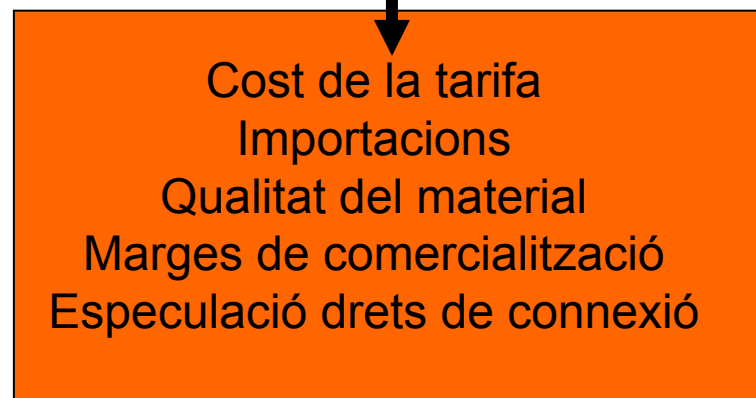 Cost de la tarifa
Importacions
Qualitat del material
Marges de comercialització
Especulació drets de connexió